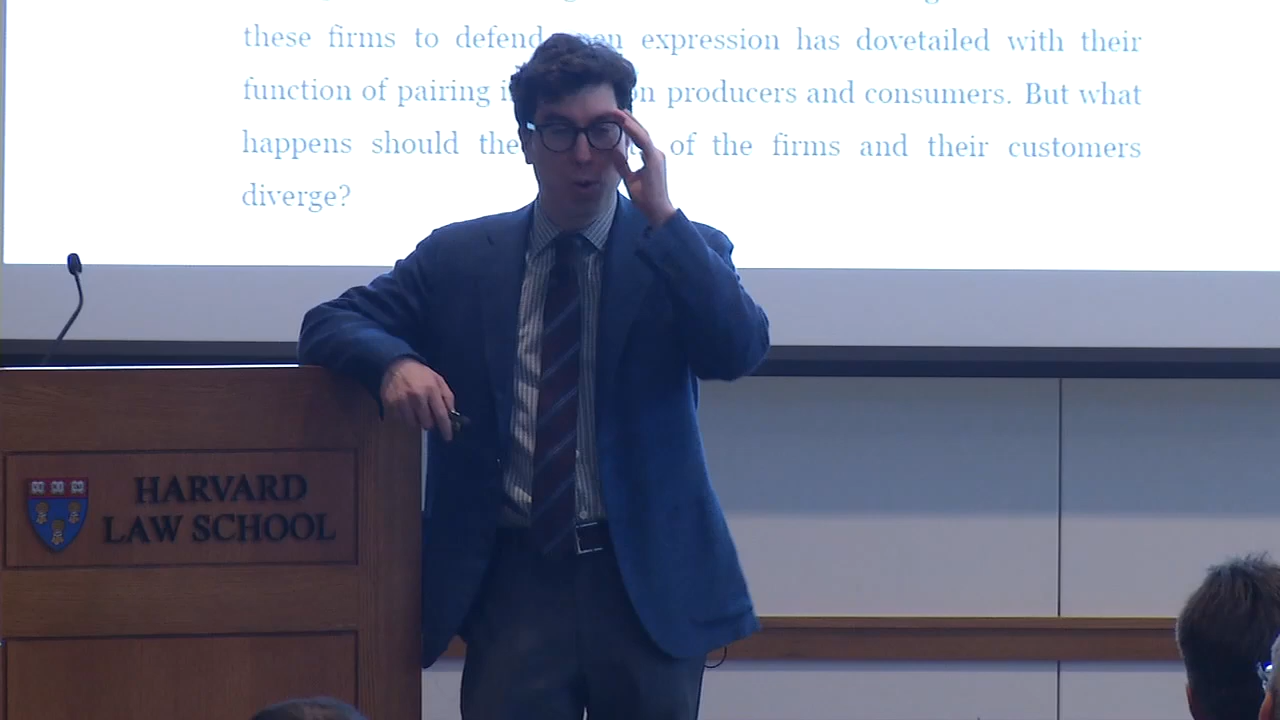 these firms to defend expression has dovetailed with their
function of pairing producers and consumers. But what
happens should the of the firms and their customers
diverge?
HARVARD
LAW SCHOOL